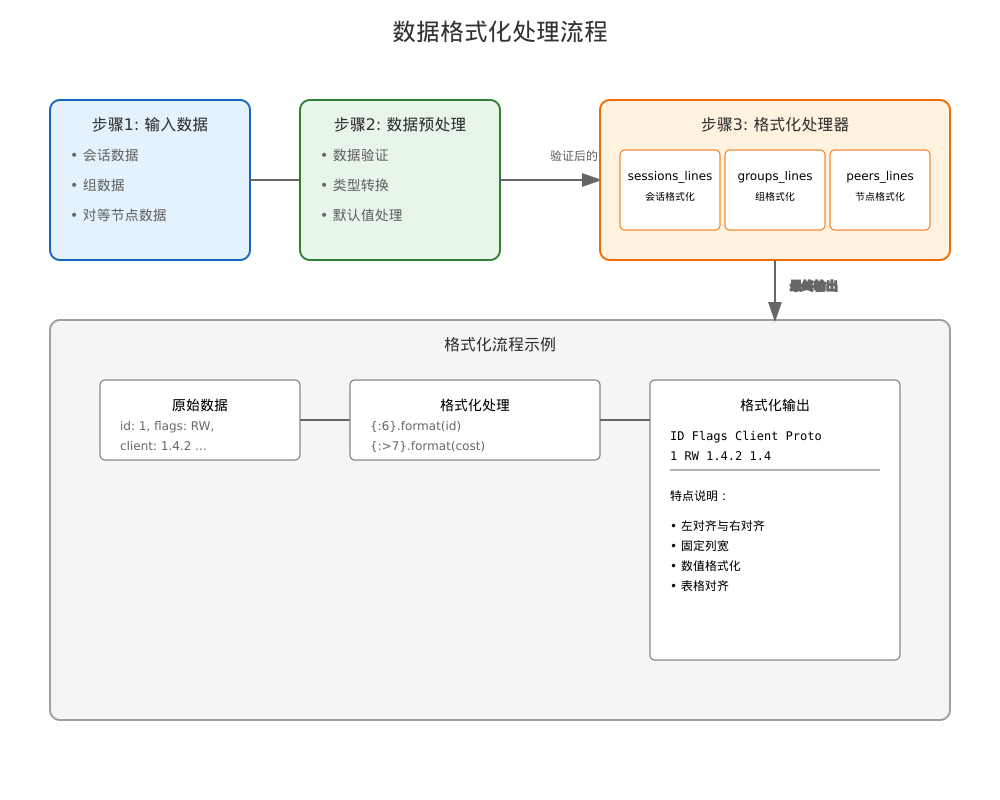 数据格式化处理流程
步骤1: 输入数据
• 会话数据
• 组数据
• 对等节点数据
步骤2: 数据预处理
• 数据验证
• 类型转换
• 默认值处理
验证后的
步骤3: 格式化处理器
sessions_lines
会话格式化
groups_lines
组格式化
peers_lines
节点格式化
最终输出
格式化流程示例
原始数据
id: 1, flags: RW,
client: 1.4.2 ...
格式化处理
{:6}.format(id)
{:>7}.format(cost)
格式化输出
ID Flags Client Proto
1 RW 1.4.2 1.4
特点说明：
• 左对齐与右对齐
• 固定列宽
• 数值格式化
• 表格对齐